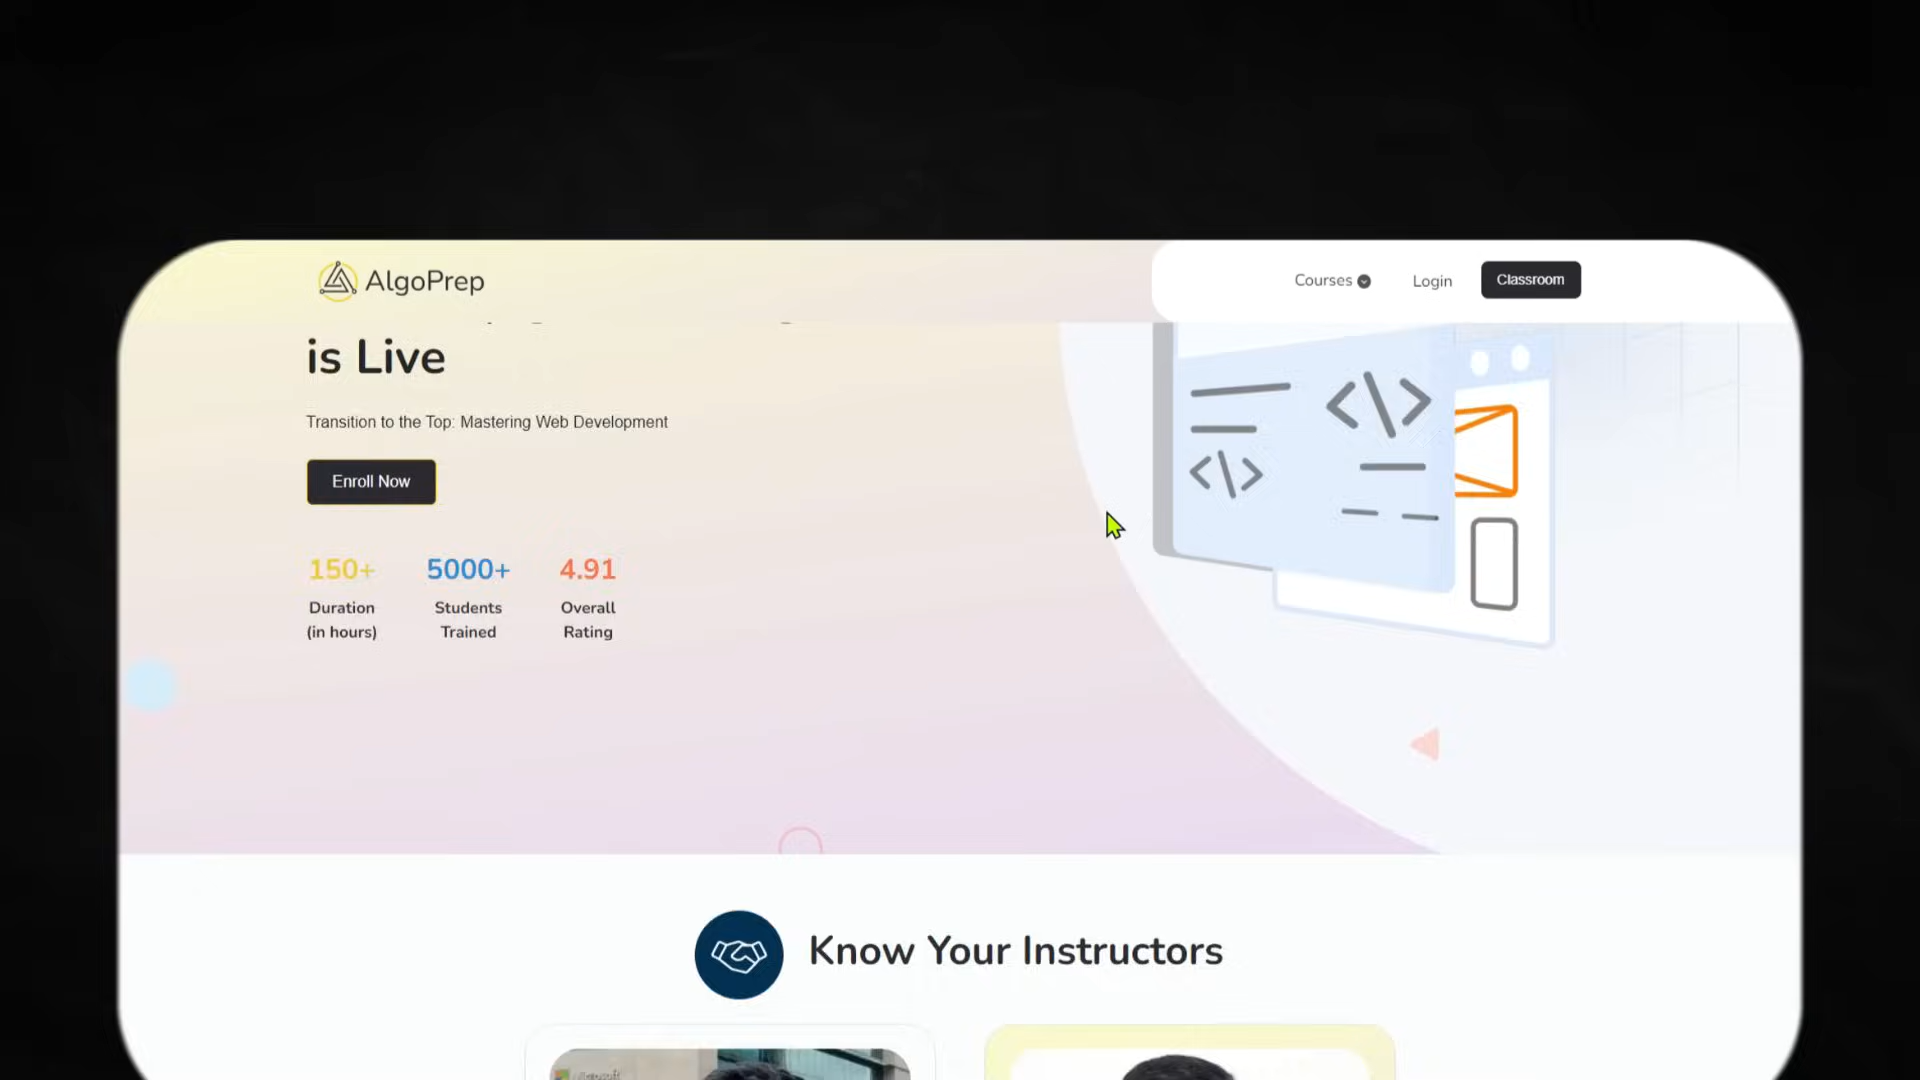 AlgoPrep
Courses
Login
Classroom
is Live
Transition to the Top: Mastering Web Development
Enroll Now
150+
5000+
4.91
Duration
(in hours)
Students
Trained
Overall
Rating
</>
</>
Know Your Instructors
Microsoft